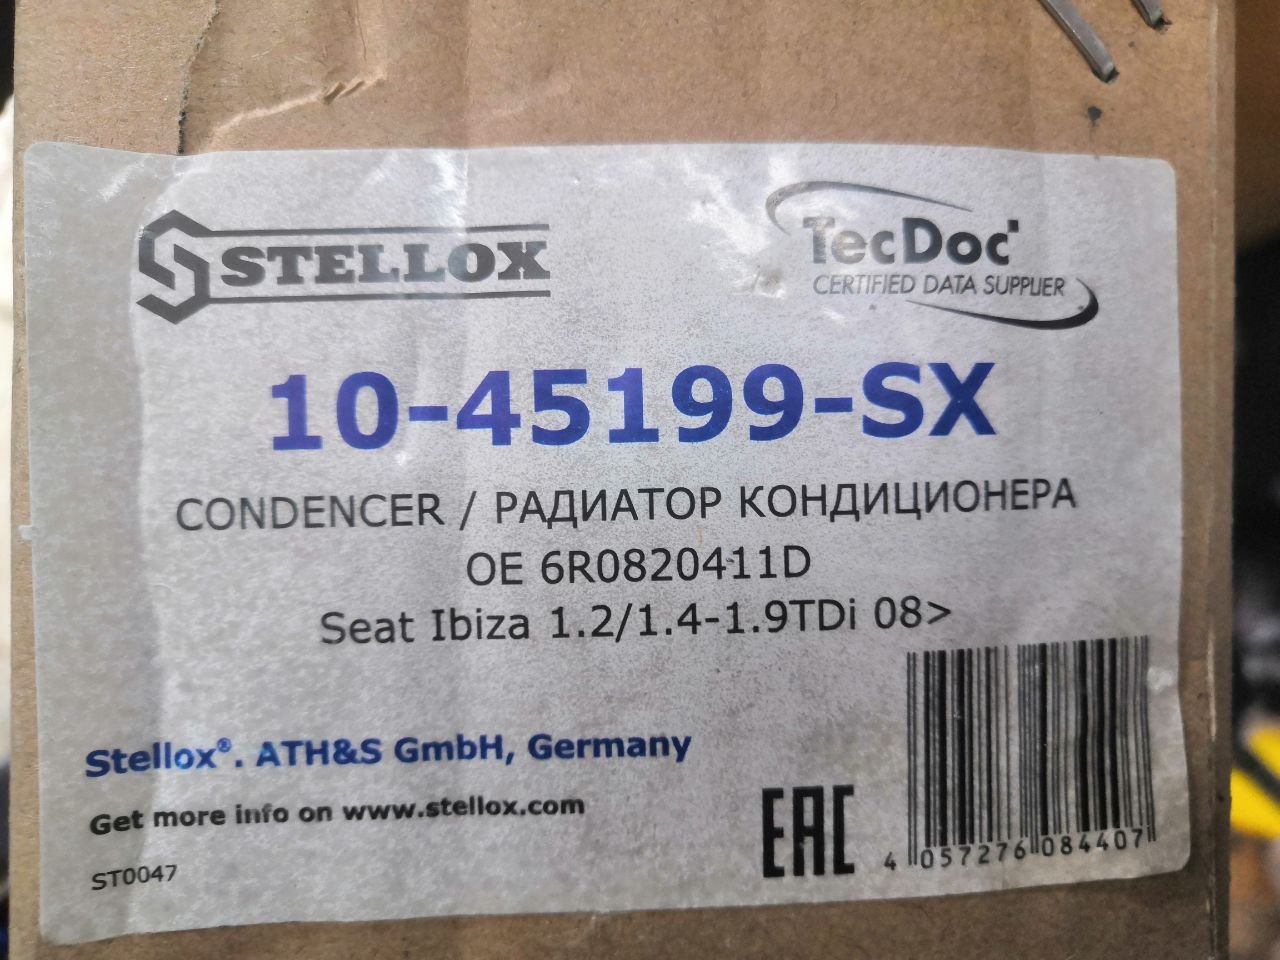 STELLOX
TecDoc
CERTIFIED DATA SUPPLIER
10-45199-SX
CONDENCER / РАДИАТОР КОНДИЦИОНЕРА
OE 6R0820411D
Seat Ibiza 1.2/1.4-1.9TDi 08>
Stellox®. ATH&S GmbH, Germany
Get more info on www.stellox.com
ST0047
EAC
4 057276 084407